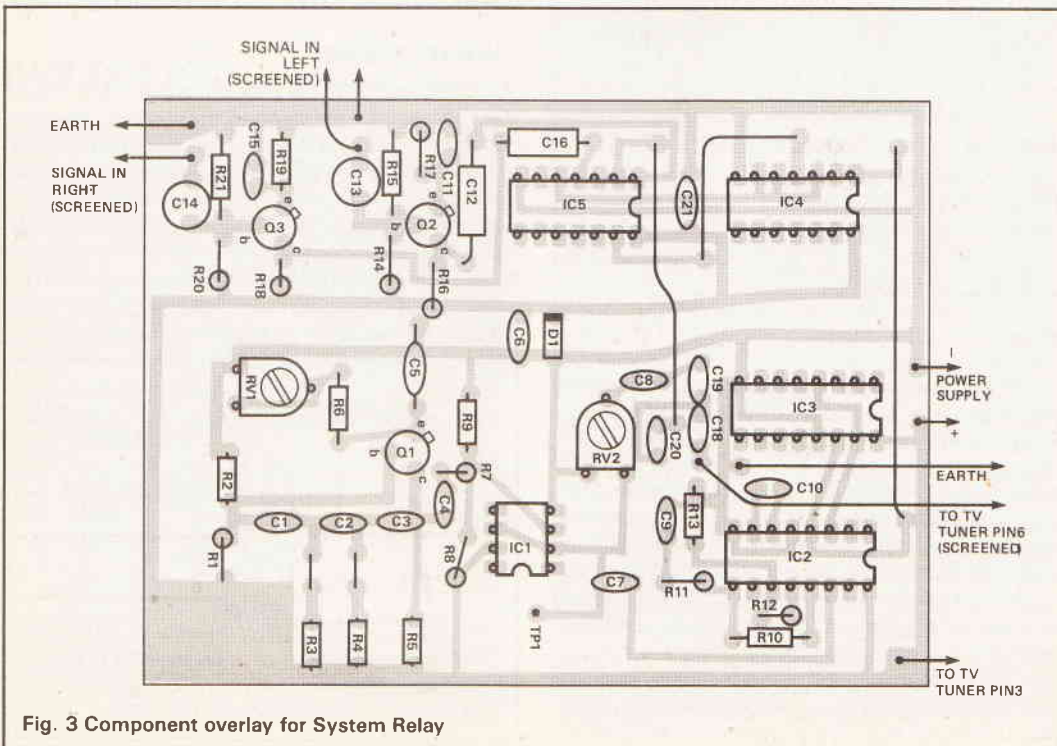 SIGNAL IN
LEFT
(SCREENED)
EARTH
SIGNAL IN
RIGHT
(SCREENED)
C14
R21
C15
R19
Q3
e
b
c
R20
R18
C13
R15
R17
C11
C12
Q2
e
b
c
R14
R16
C16
IC5
C21
IC4
RV1
R6
C5
C6
D1
R9
Q1
e
b
c
R7
C4
R8
R2
R1
C1
C2
C3
R3
R4
R5
IC1
TP1
C7
RV2
C8
C20
C19
C18
IC3
C9
R13
C10
IC2
R11
R12
R10
–
POWER
SUPPLY
+
EARTH
TO TV
TUNER PIN6
(SCREENED)
TO TV
TUNER PIN3
Fig. 3 Component overlay for System Relay